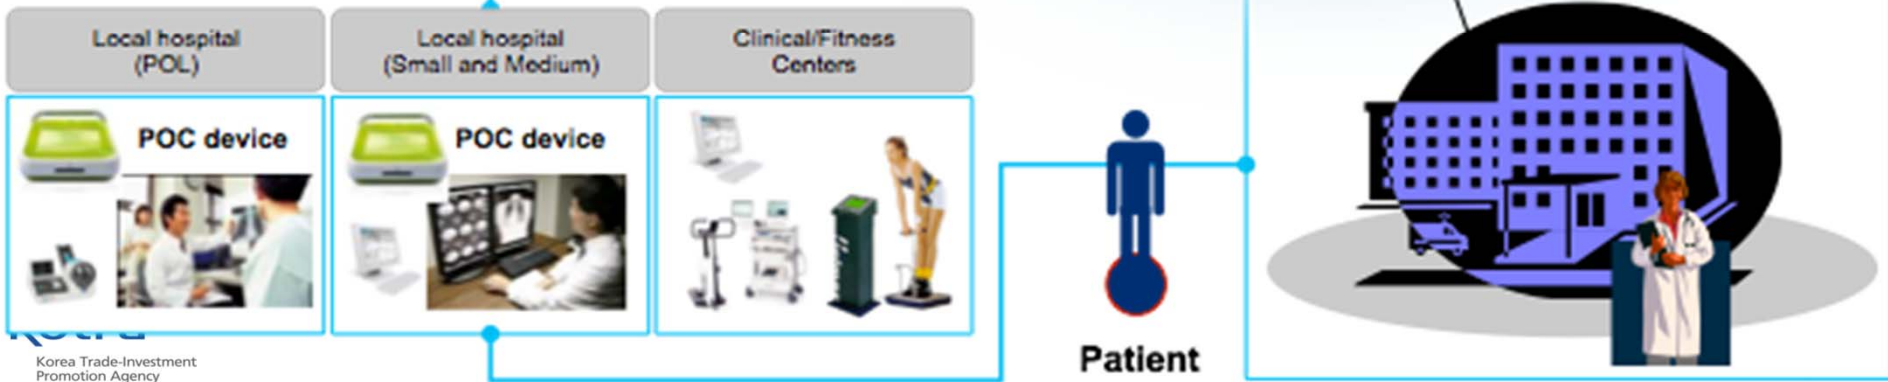 Local hospital
(POL)
Local hospital
(Small and Medium)
Clinical/Fitness
Centers
POC device
POC device
Patient
Korea Trade-Investment
Promotion Agency